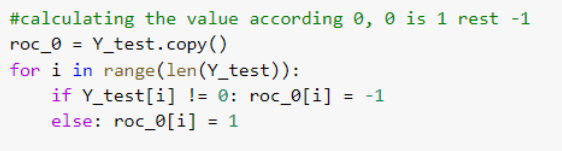 #calculating the value according 0, 0 is 1 rest -1
roc_0 = Y_test.copy()
for i in range(len(Y_test)):
    if Y_test[i] != 0: roc_0[i] = -1
    else: roc_0[i] = 1